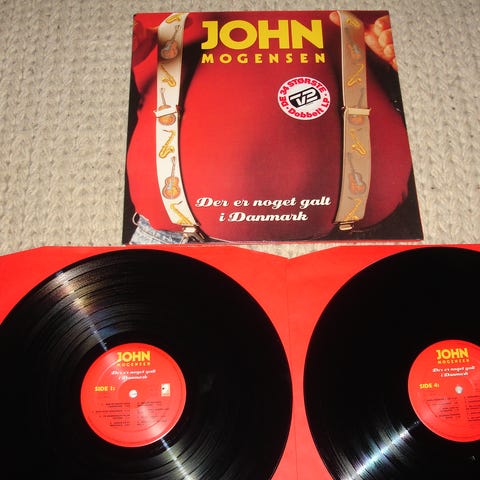 JOHN
MOGENSEN
DE 34 STØRSTE
TV2
Dobbelt LP
Der er noget galt
i Danmark
JOHN
MOGENSEN
Der er noget galt
i Danmark
SIDE 1:
JOHN
MOGENSEN
Der er noget galt
i Danmark
SIDE 4: